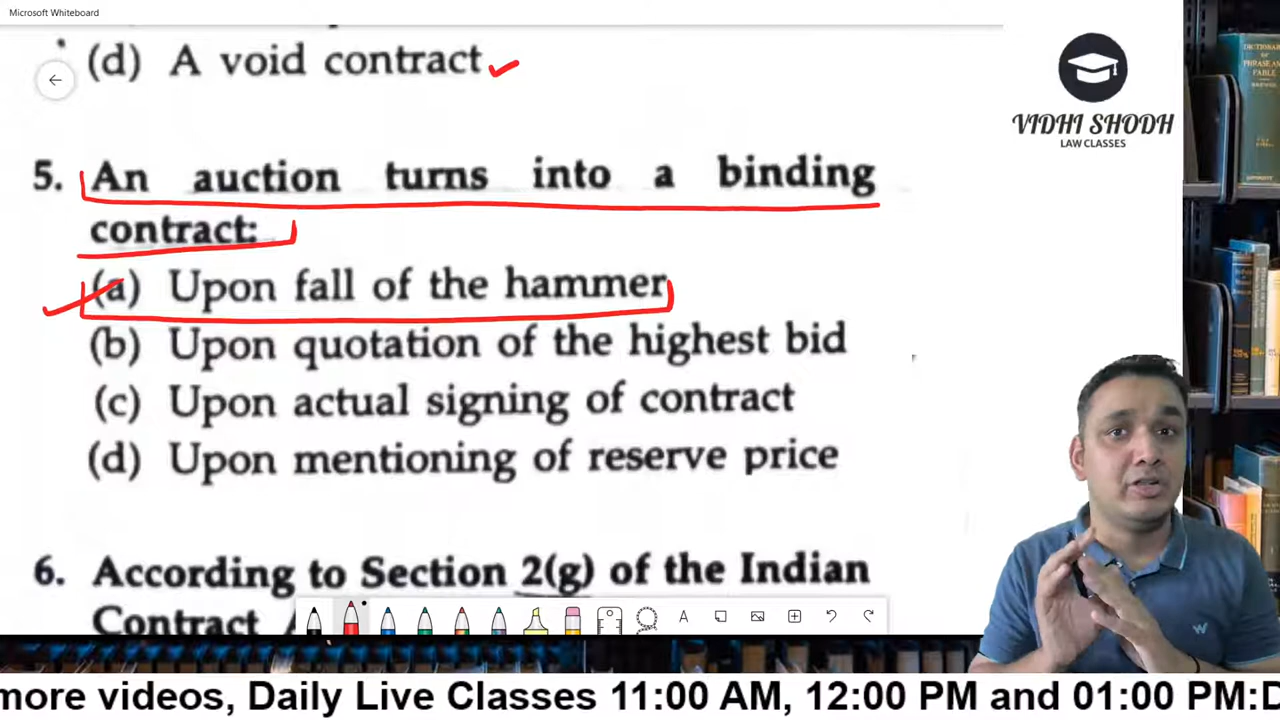 Microsoft Whiteboard
(d) A void contract
VIDHI SHODH
LAW CLASSES
5. An auction turns into a binding
contract:
(a) Upon fall of the hammer
(b) Upon quotation of the highest bid
(c) Upon actual signing of contract
(d) Upon mentioning of reserve price
6. According to Section 2(g) of the Indian
Contract
more videos, Daily Live Classes 11:00 AM, 12:00 PM and 01:00 PM:D